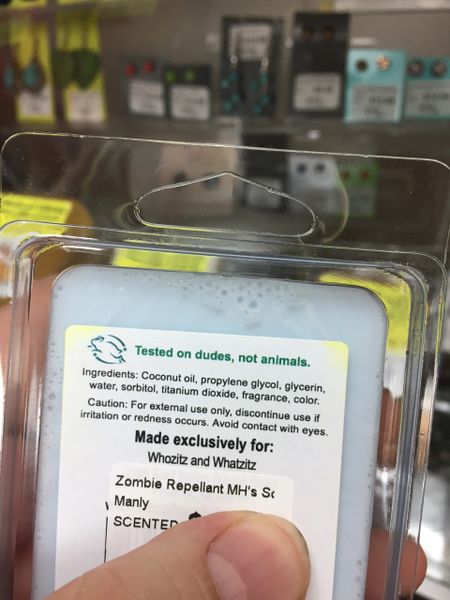 Tested on dudes, not animals.
Ingredients: Coconut oil, propylene glycol, glycerin,
water, sorbitol, titanium dioxide, fragrance, color.
Caution: For external use only, discontinue use if
irritation or redness occurs. Avoid contact with eyes.
Made exclusively for:
Whozitz and Whatzitz
Zombie Repellant MH's
Manly
SCENTED